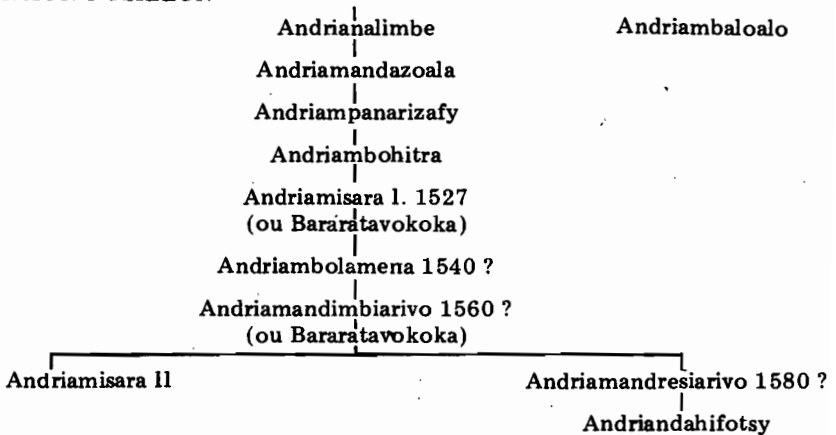 Andrianalimbe Andriambaloalo
Andriamandazoala
Andriampanarizafy
Andriambohitra
Andriamisara l. 1527
(ou Bararatavokoka)
Andriambolamena 1540 ?
Andriamandimbiarivo 1560 ?
(ou Bararatavokoka)
Andriamisara ll Andriamandresiarivo 1580 ?
Andriandahifotsy